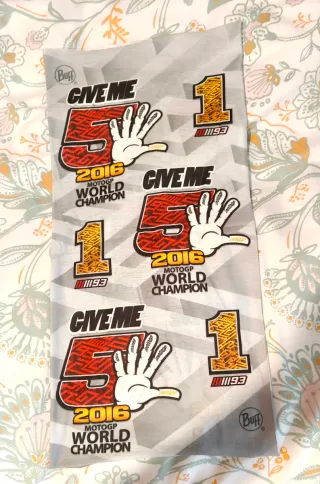 Buff
GIVE ME
5
2016
MOTOGP
WORLD
CHAMPION
1
93
GIVE ME
5
2016
MOTOGP
WORLD
CHAMPION
1
93
GIVE ME
5
2016
MOTOGP
WORLD
CHAMPION
1
93
Buff